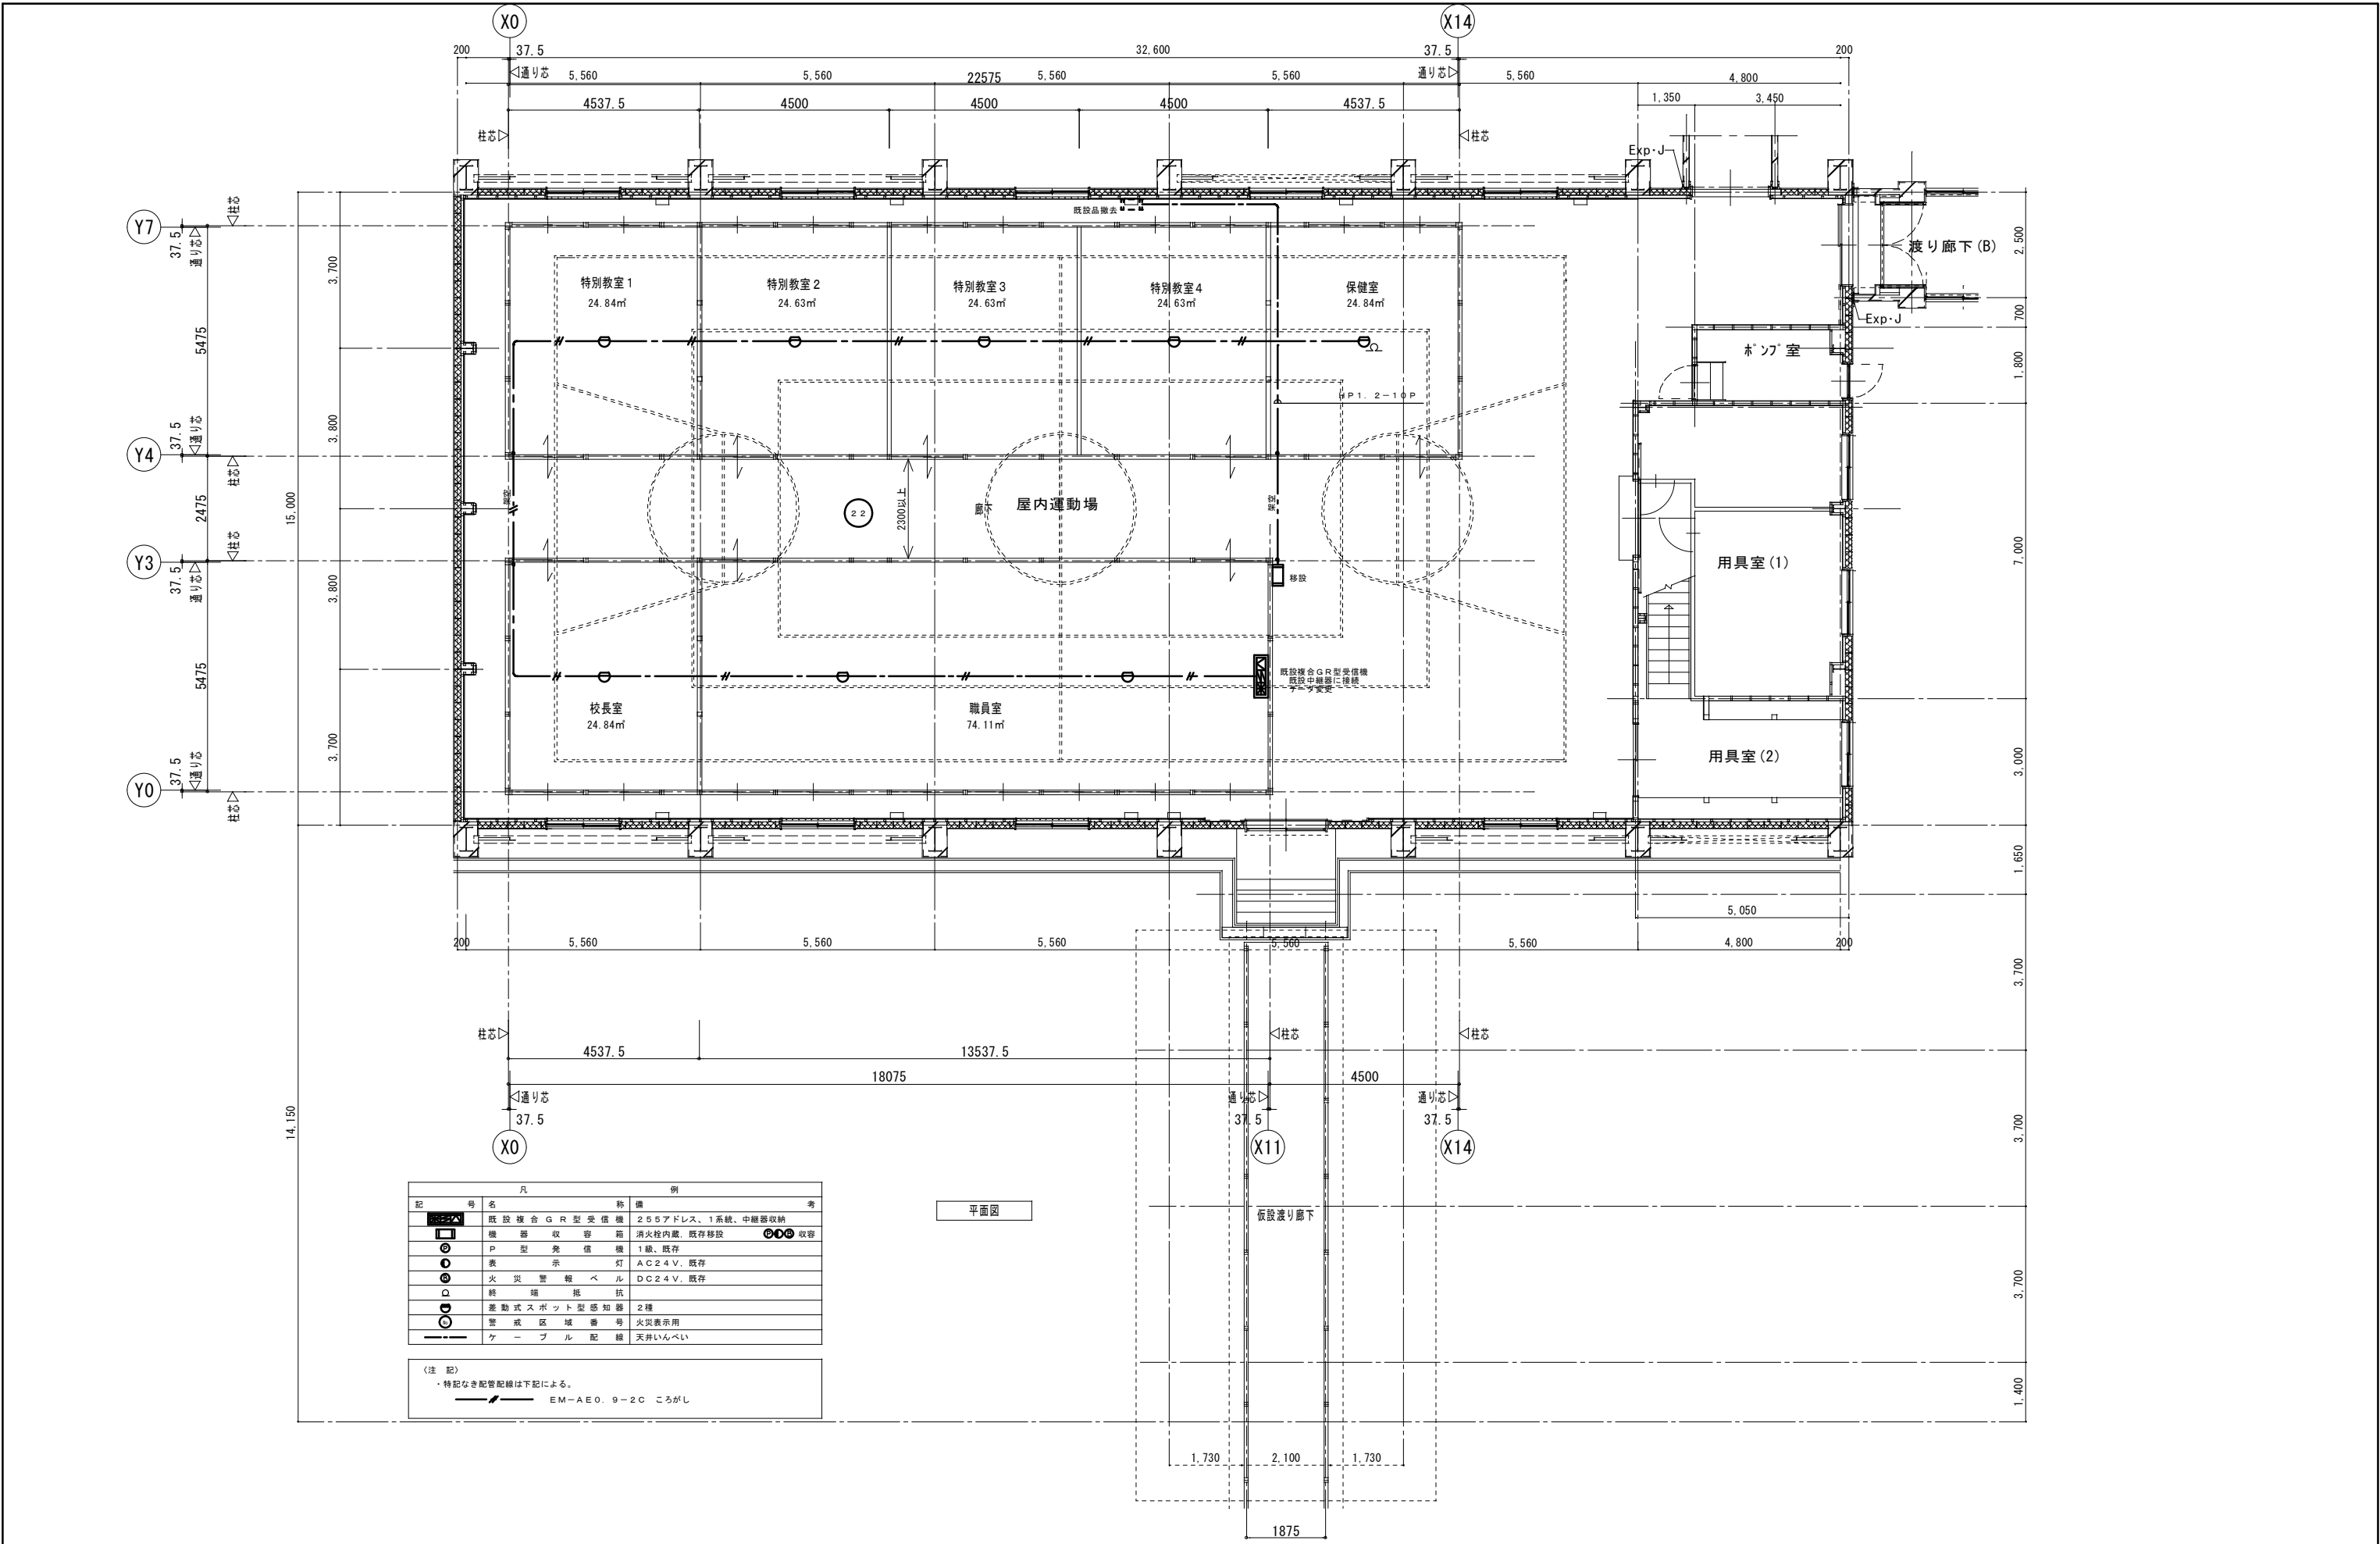 X0
X14
200
37.5
32,600
37.5
200
通り芯
5,560
5,560
22575
5,560
5,560
通り芯
5,560
4,800
4537.5
4500
4500
4500
4537.5
1,350
3,450
柱芯
柱芯
Exp・J
柱芯
既設品撤去
Y7
37.5
通り芯
3,700
特別教室1
24.84㎡
特別教室2
24.63㎡
特別教室3
24.63㎡
特別教室4
24.63㎡
保健室
24.84㎡
渡り廊下(B)
2,500
Exp・J
700
5475
ポンプ室
1,800
Ω
HP1.2-10P
3,800
37.5
通り芯
Y4
柱芯
2475
15,000
架空
22
2300以上
廊下
屋内運動場
架空
柱芯
Y3
37.5
通り芯
3,800
移設
用具室(1)
7,000
5475
既設複合GR型受信機
既設中継器に接続
データ変更
校長室
24.84㎡
職員室
74.11㎡
3,700
用具室(2)
3,000
37.5
通り芯
Y0
柱芯
1,650
5,050
200
5,560
5,560
5,560
5,560
5,560
4,800
200
3,700
柱芯
柱芯
柱芯
4537.5
13537.5
18075
4500
通り芯
通り芯
通り芯
37.5
37.5
37.5
14,150
3,700
X0
X11
X14
凡例
記号 名称 備考
既設複合GR型受信機 255アドレス、1系統、中継器収納
機器収容箱 消火栓内蔵、既存移設 PB収容
P P型発信機 1級、既存
表示灯 AC24V、既存
B 火災警報ベル DC24V、既存
Ω 終端抵抗
差動式スポット型感知器 2種
No 警戒区域番号 火災表示用
ケーブル配線 天井いんぺい
平面図
仮設渡り廊下
3,700
〈注記〉
・特記なき配管配線は下記による。
EM-AE0.9-2C ころがし
1,400
1,730
2,100
1,730
1875